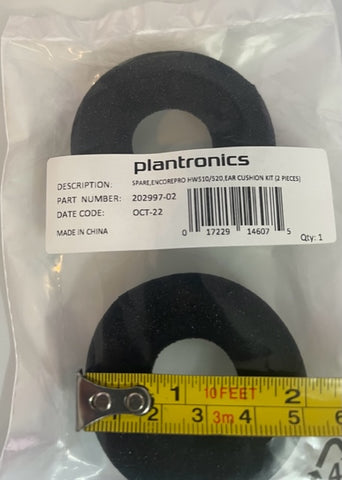 plantronics
DESCRIPTION: SPARE,ENCOREPRO HW510/520,EAR CUSHION KIT (2 PIECES)
PART NUMBER: 202997-02
DATE CODE: OCT-22
MADE IN CHINA
0 17229 14607 5
Qty: 1
1 10 FEET 2
1 2 3 3m 4 5 6
4